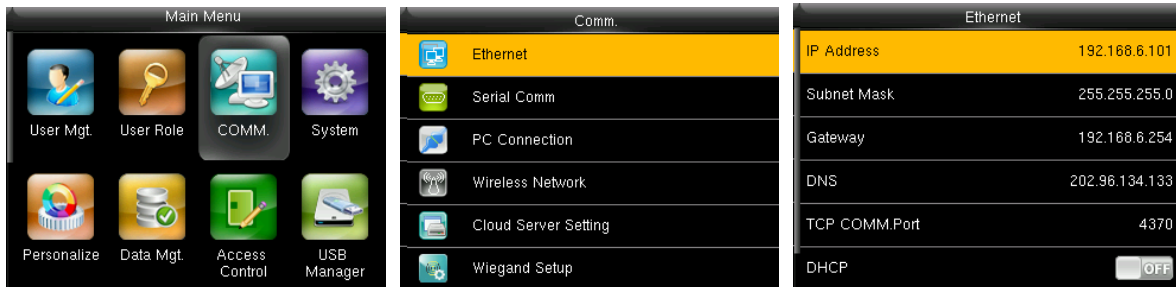 Main Menu
User Mgt.
User Role
COMM.
System
Personalize
Data Mgt.
Access
Control
USB
Manager
Comm.
Ethernet
Serial Comm
PC Connection
Wireless Network
Cloud Server Setting
Wiegand Setup
Ethernet
IP Address 192.168.6.101
Subnet Mask 255.255.255.0
Gateway 192.168.6.254
DNS 202.96.134.133
TCP COMM.Port 4370
DHCP OFF